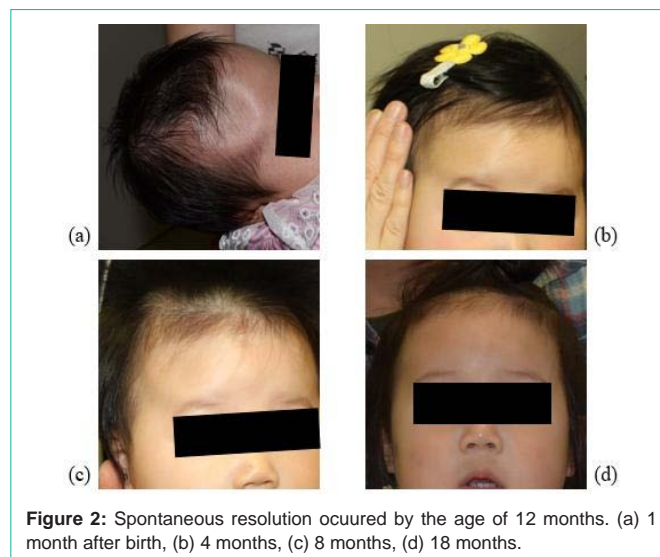 (a)
(b)
(c)
(d)
Figure 2: Spontaneous resolution ocuured by the age of 12 months. (a) 1
month after birth, (b) 4 months, (c) 8 months, (d) 18 months.